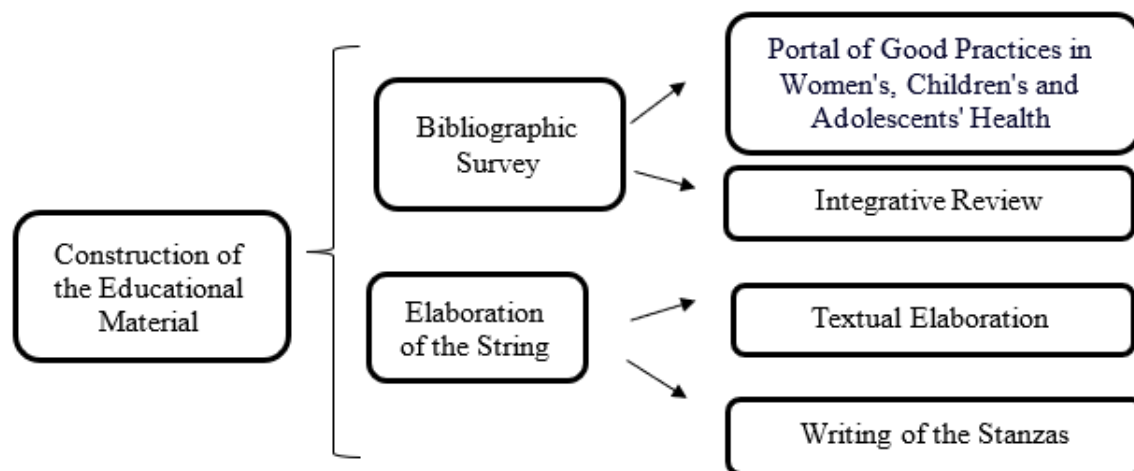 Construction of
the Educational
Material
Bibliographic
Survey
Portal of Good Practices in
Women's, Children's and
Adolescents' Health
Integrative Review
Elaboration
of the String
Textual Elaboration
Writing of the Stanzas